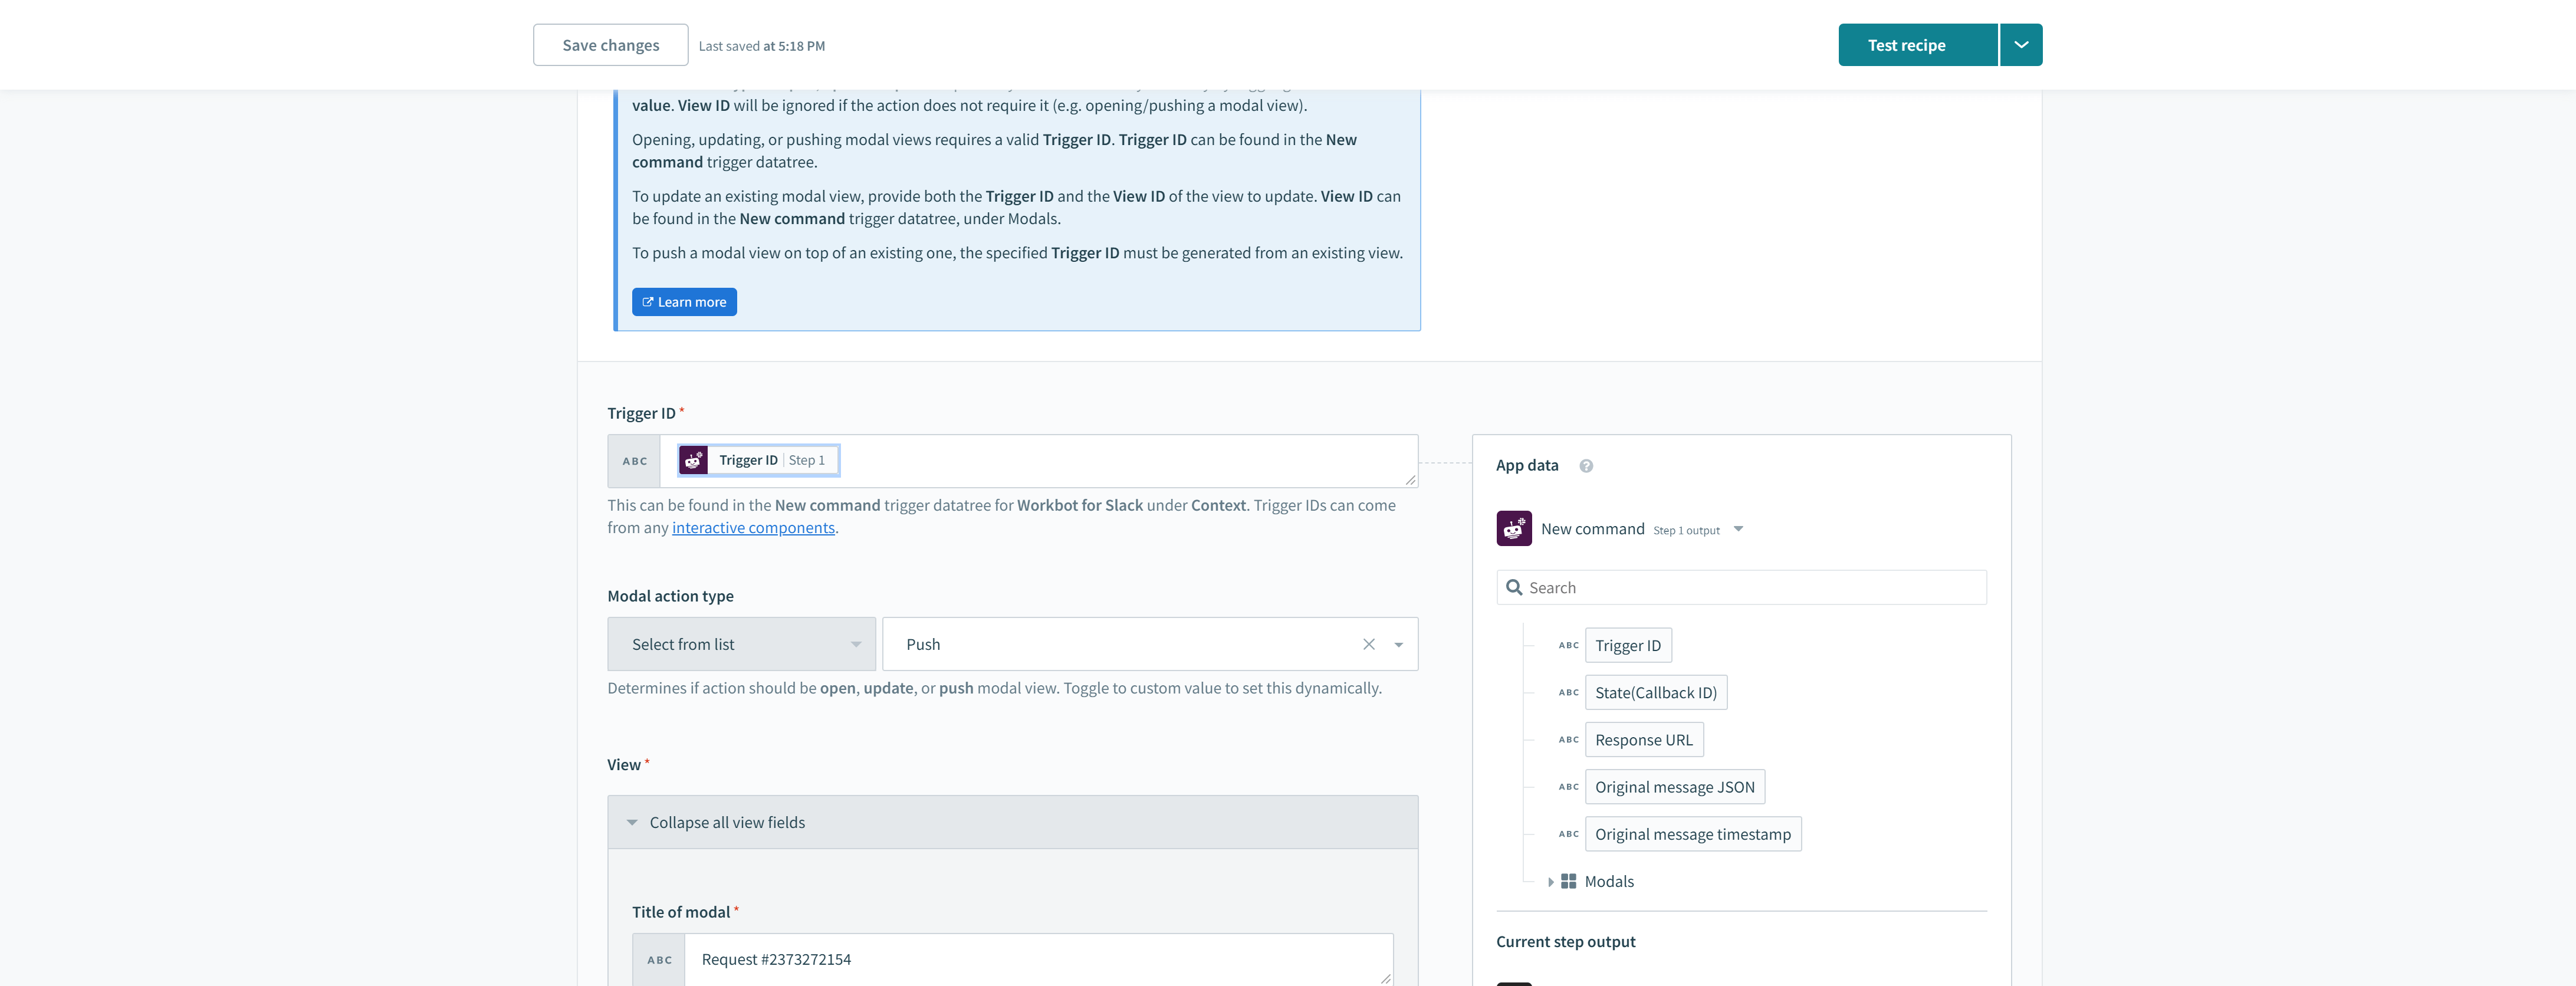 Save changes
Last saved at 5:18 PM
Test recipe
value. View ID will be ignored if the action does not require it (e.g. opening/pushing a modal view).
Opening, updating, or pushing modal views requires a valid Trigger ID. Trigger ID can be found in the New
command trigger datatree.
To update an existing modal view, provide both the Trigger ID and the View ID of the view to update. View ID can
be found in the New command trigger datatree, under Modals.
To push a modal view on top of an existing one, the specified Trigger ID must be generated from an existing view.
Learn more
Trigger ID *
ABC
Trigger ID | Step 1
This can be found in the New command trigger datatree for Workbot for Slack under Context. Trigger IDs can come
from any interactive components.
Modal action type
Select from list
Push
Determines if action should be open, update, or push modal view. Toggle to custom value to set this dynamically.
View *
Collapse all view fields
Title of modal *
ABC
Request #2373272154
App data ?
New command Step 1 output
Search
ABC Trigger ID
ABC State(Callback ID)
ABC Response URL
ABC Original message JSON
ABC Original message timestamp
Modals
Current step output